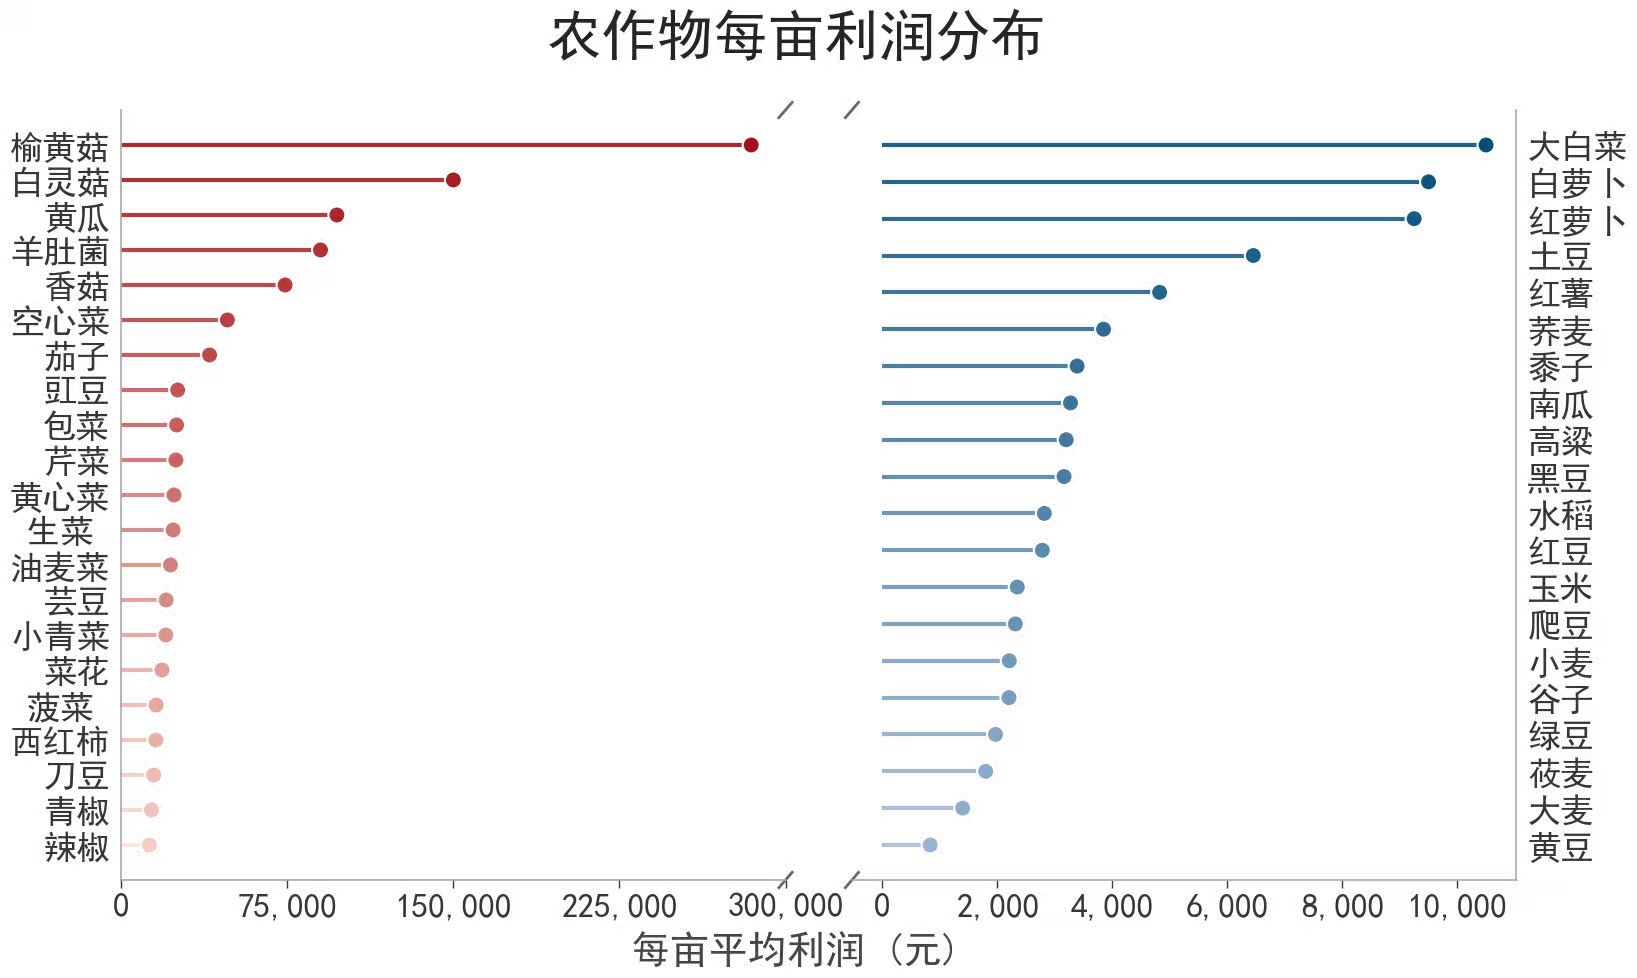 农作物每亩利润分布
榆黄菇
白灵菇
黄瓜
羊肚菌
香菇
空心菜
茄子
豇豆
包菜
芹菜
黄心菜
生菜
油麦菜
芸豆
小青菜
菜花
菠菜
西红柿
刀豆
青椒
辣椒
大白菜
白萝卜
红萝卜
土豆
红薯
荞麦
黍子
南瓜
高粱
黑豆
水稻
红豆
玉米
爬豆
小麦
谷子
绿豆
莜麦
大麦
黄豆
0 75,000 150,000 225,000 300,000 0 2,000 4,000 6,000 8,000 10,000
每亩平均利润（元）